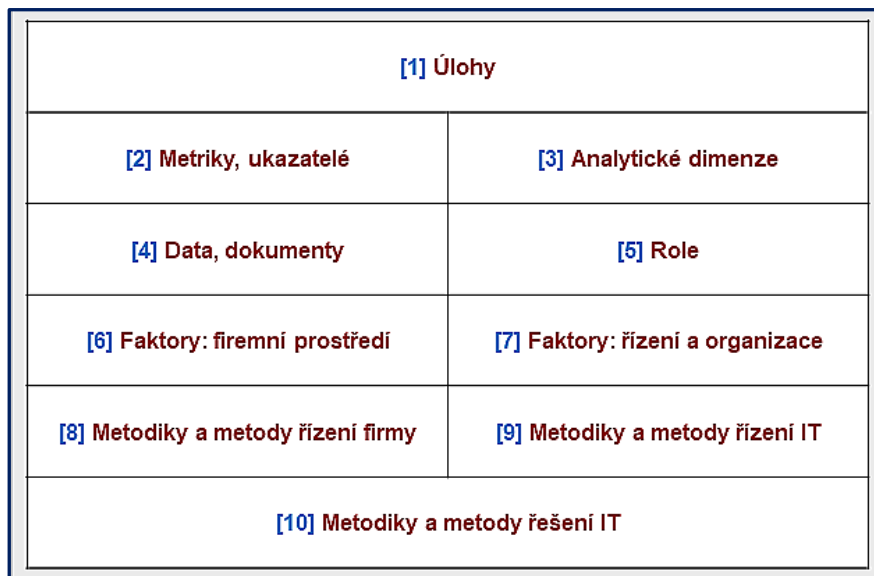 [1] Úlohy
[2] Metriky, ukazatelé
[3] Analytické dimenze
[4] Data, dokumenty
[5] Role
[6] Faktory: firemní prostředí
[7] Faktory: řízení a organizace
[8] Metodiky a metody řízení firmy
[9] Metodiky a metody řízení IT
[10] Metodiky a metody řešení IT